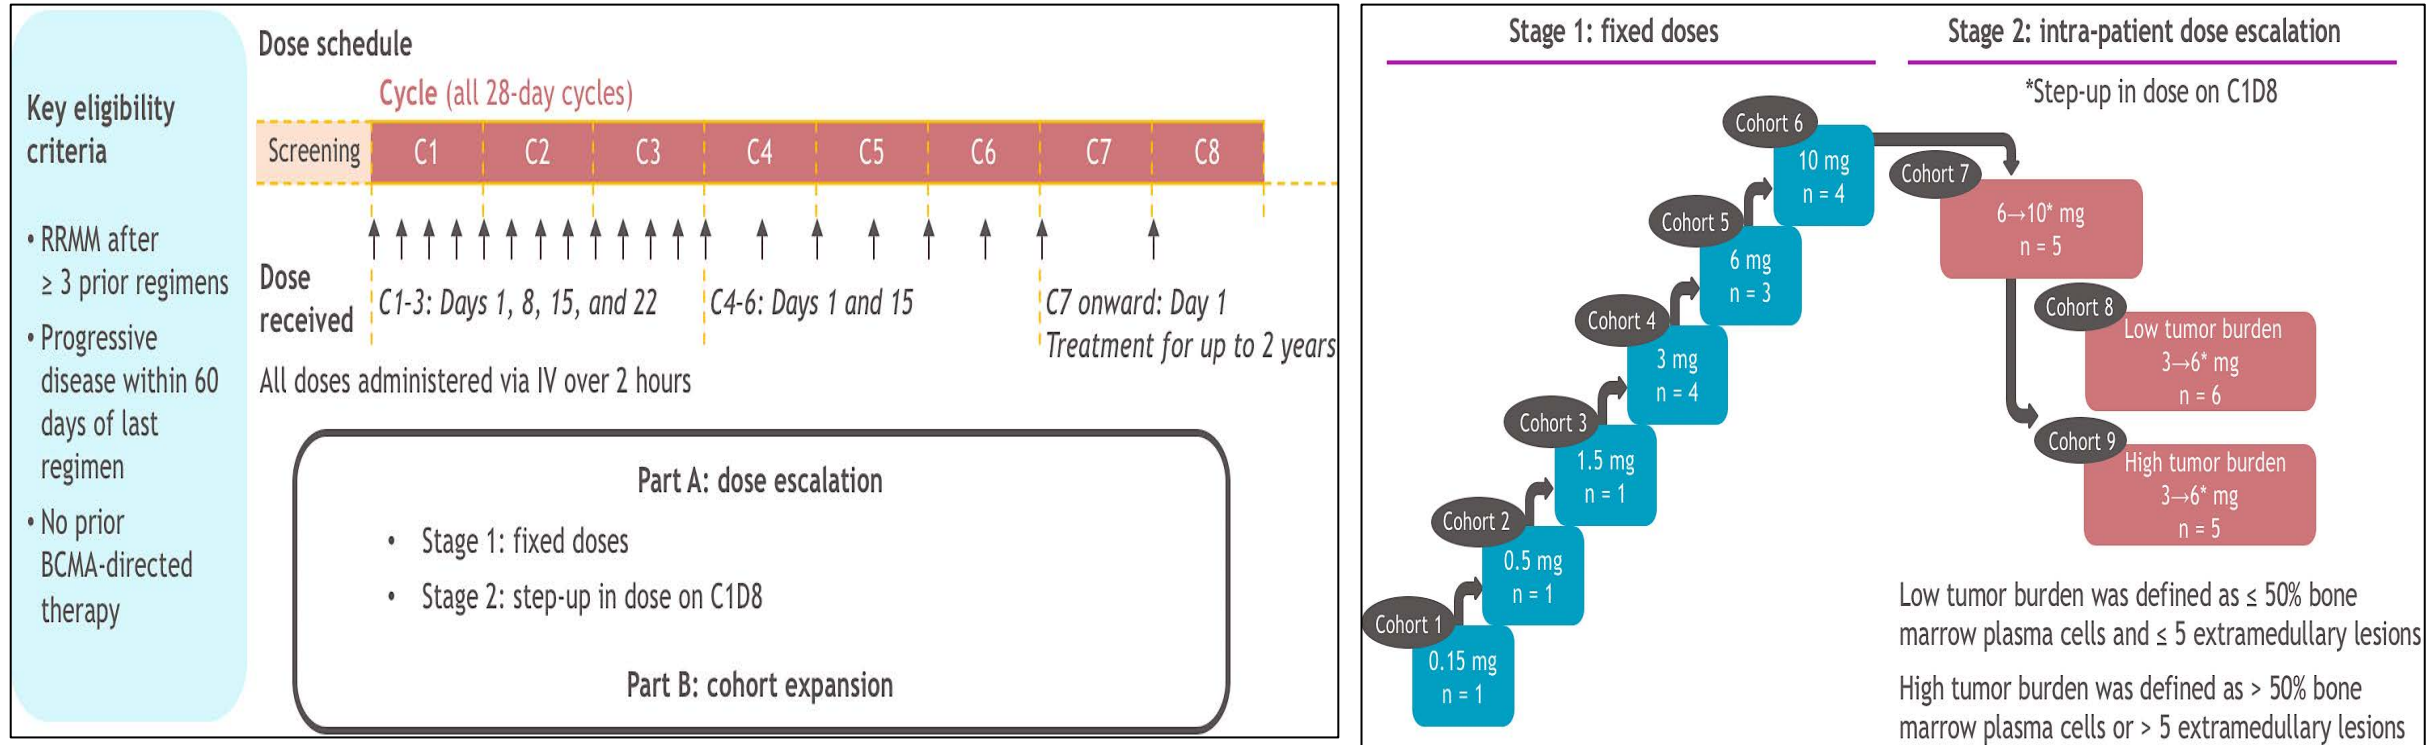 Key eligibility
criteria
• RRMM after
≥ 3 prior regimens
• Progressive
disease within 60
days of last
regimen
• No prior
BCMA-directed
therapy
Dose schedule
Cycle (all 28-day cycles)
Screening C1 C2 C3 C4 C5 C6 C7 C8
Dose
received
C1-3: Days 1, 8, 15, and 22
C4-6: Days 1 and 15
C7 onward: Day 1
Treatment for up to 2 years
All doses administered via IV over 2 hours
Part A: dose escalation
• Stage 1: fixed doses
• Stage 2: step-up in dose on C1D8
Part B: cohort expansion
Stage 1: fixed doses
Cohort 1
0.15 mg
n = 1
Cohort 2
0.5 mg
n = 1
Cohort 3
1.5 mg
n = 1
Cohort 4
3 mg
n = 4
Cohort 5
6 mg
n = 3
Cohort 6
10 mg
n = 4
Stage 2: intra-patient dose escalation
*Step-up in dose on C1D8
Cohort 7
6→10* mg
n = 5
Cohort 8
Low tumor burden
3→6* mg
n = 6
Cohort 9
High tumor burden
3→6* mg
n = 5
Low tumor burden was defined as ≤ 50% bone
marrow plasma cells and ≤ 5 extramedullary lesions
High tumor burden was defined as > 50% bone
marrow plasma cells or > 5 extramedullary lesions